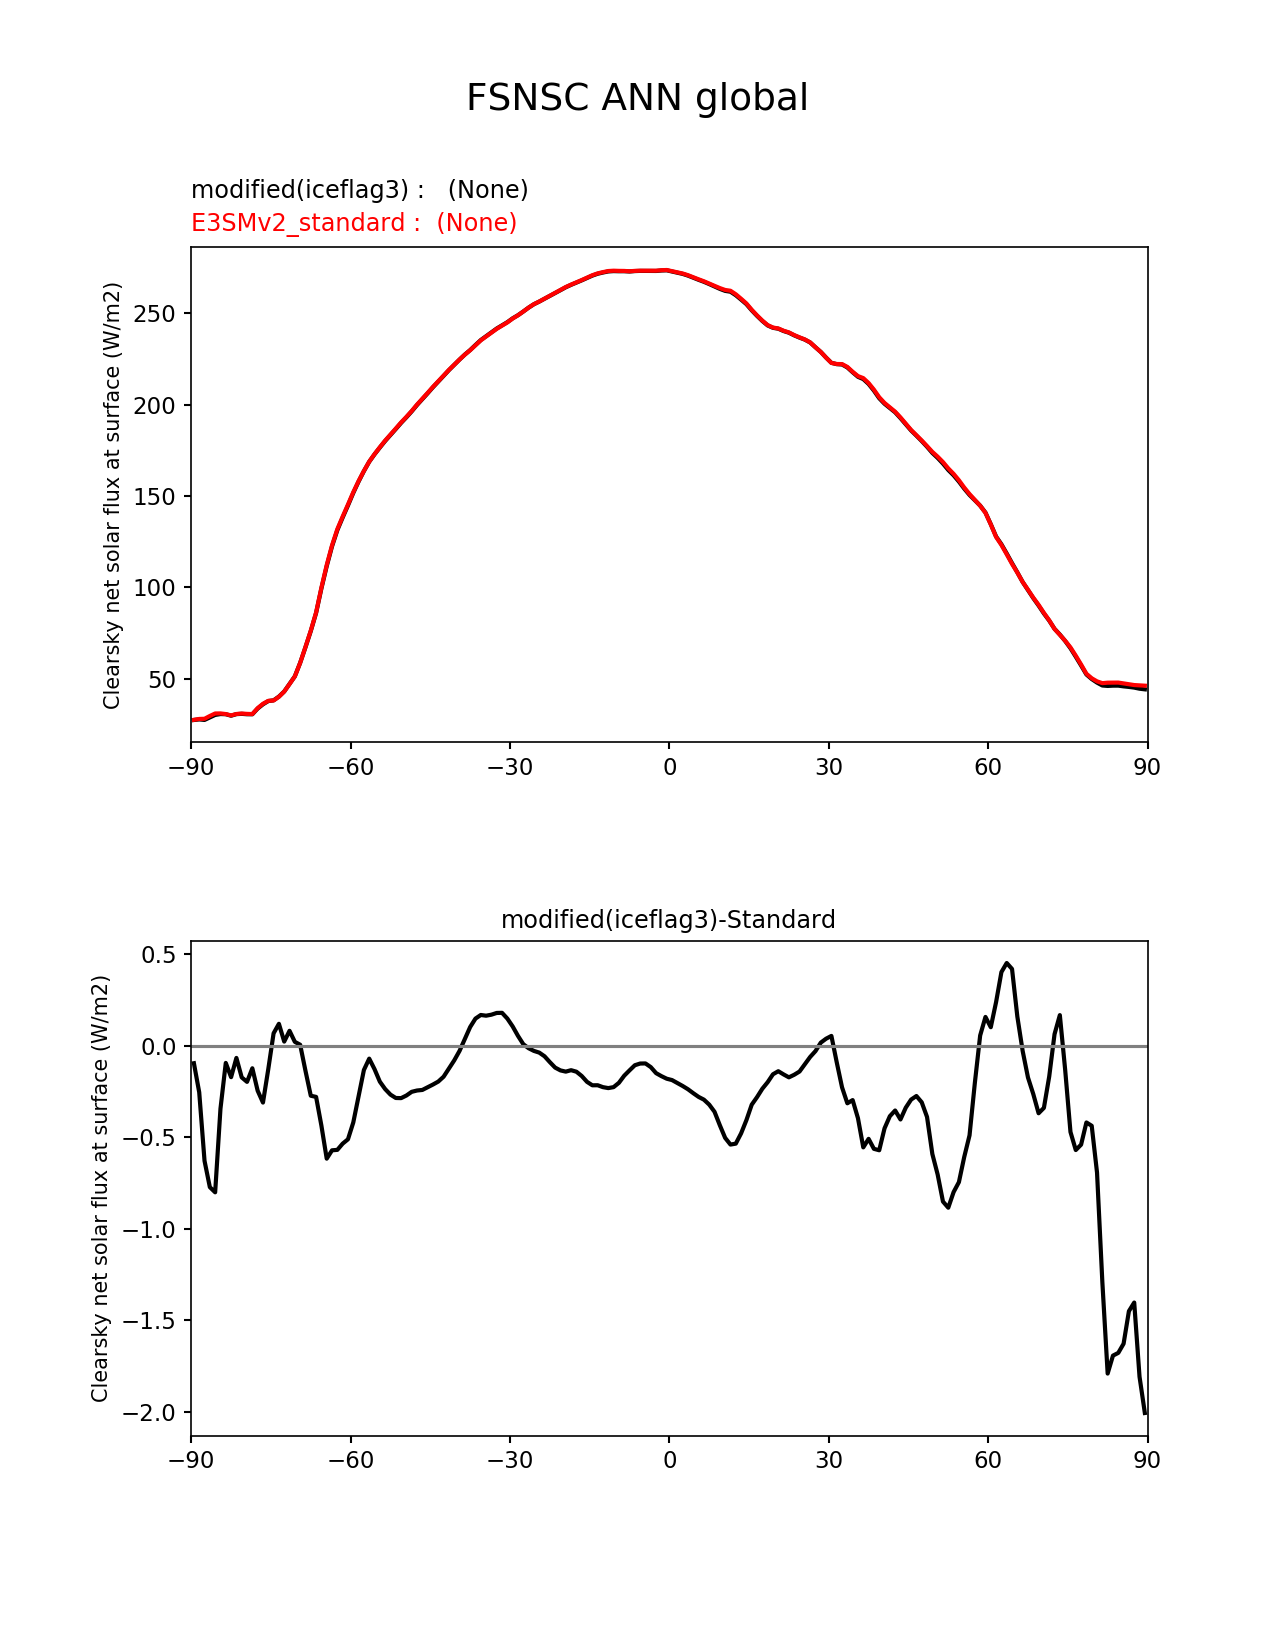 FSNSC ANN global
modified(iceflag3) :   (None)
E3SMv2_standard :  (None)
Clearsky net solar flux at surface (W/m2)
250
200
150
100
50
−90 −60 −30 0 30 60 90
modified(iceflag3)-Standard
Clearsky net solar flux at surface (W/m2)
0.5
0.0
−0.5
−1.0
−1.5
−2.0
−90 −60 −30 0 30 60 90